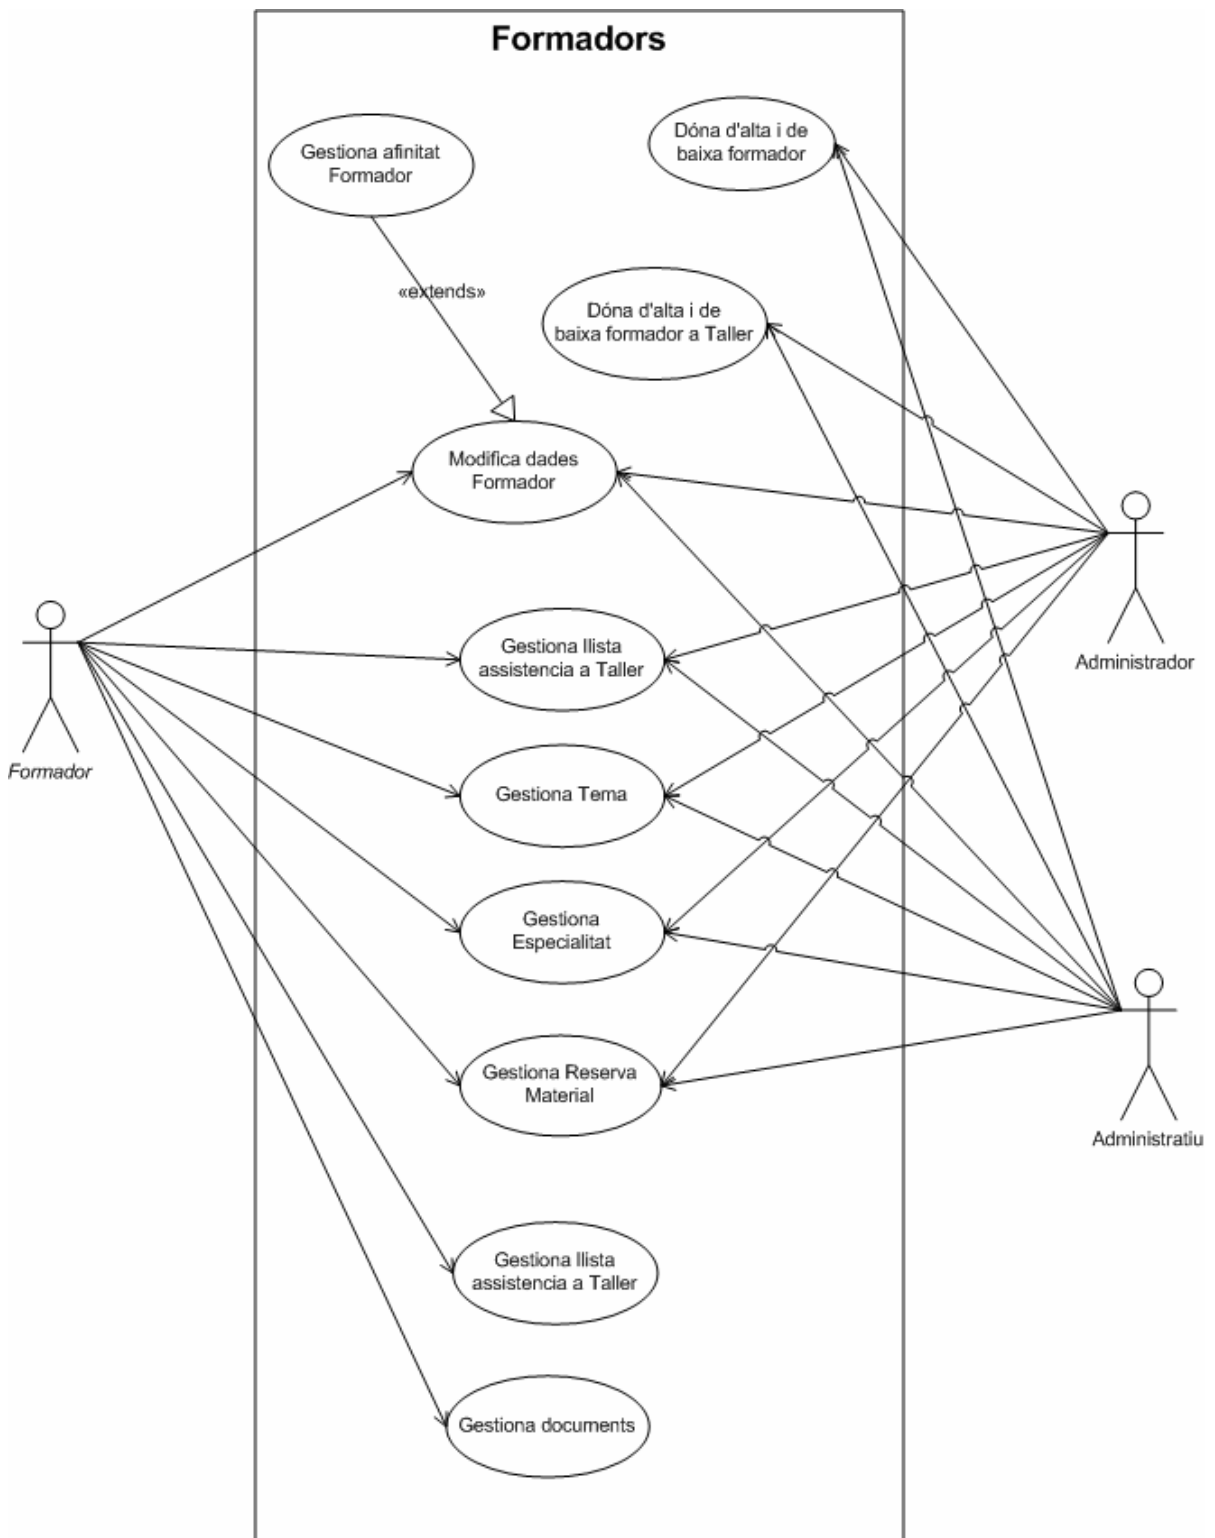 Formadors
Gestiona afinitat
Formador
Dóna d'alta i de
baixa formador
«extends»
Dóna d'alta i de
baixa formador a Taller
Modifica dades
Formador
Gestiona llista
assistencia a Taller
Administrador
Formador
Gestiona Tema
Gestiona
Especialitat
Gestiona Reserva
Material
Administratiu
Gestiona llista
assistencia a Taller
Gestiona documents